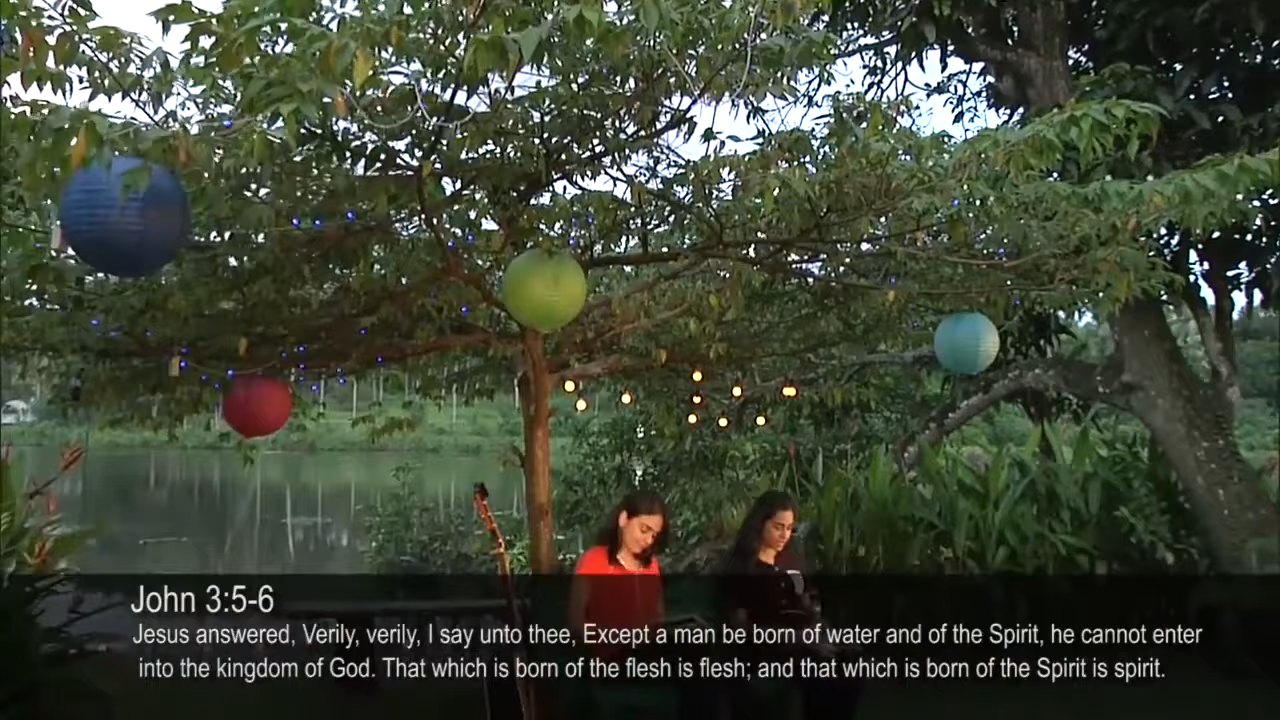 John 3:5-6
Jesus answered, Verily, verily, I say unto thee, Except a man be born of water and of the Spirit, he cannot enter
into the kingdom of God. That which is born of the flesh is flesh; and that which is born of the Spirit is spirit.